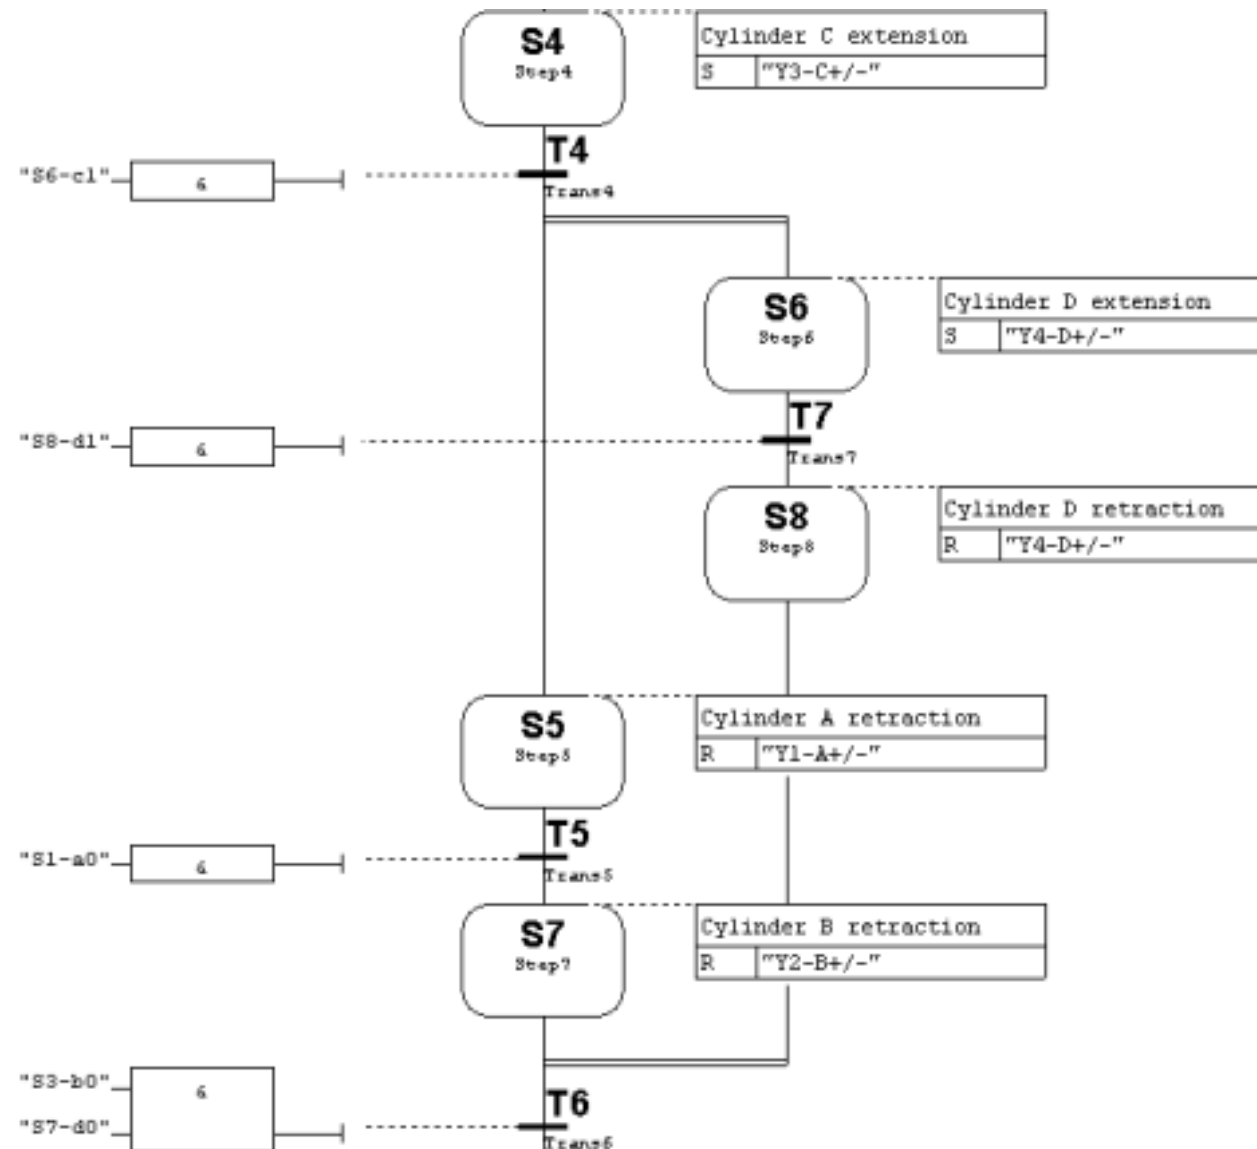 S4
Step4
Cylinder C extension
S "Y3-C+/-"
T4
"S6-c1" &
Trans4
S6
Step6
Cylinder D extension
S "Y4-D+/-"
T7
"S8-d1" &
Trans7
S8
Step8
Cylinder D retraction
R "Y4-D+/-"
S5
Step5
Cylinder A retraction
R "Y1-A+/-"
T5
"S1-a0" &
Trans5
S7
Step7
Cylinder B retraction
R "Y2-B+/-"
"S3-b0" &
T6
"S7-d0"
Trans6